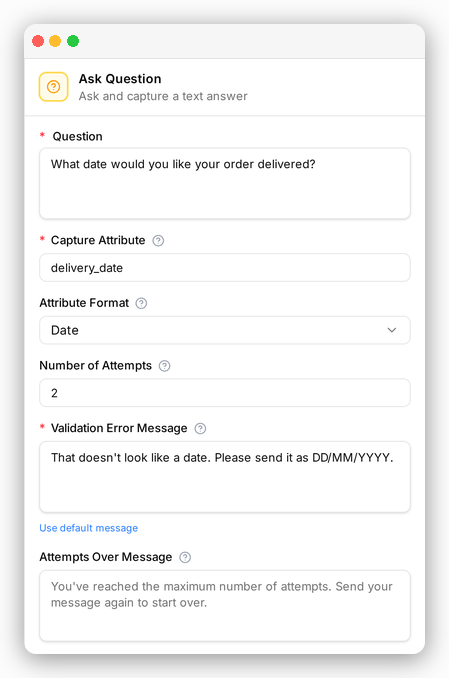 Ask Question
Ask and capture a text answer
* Question
What date would you like your order delivered?
* Capture Attribute
delivery_date
Attribute Format
Date
Number of Attempts
2
* Validation Error Message
That doesn't look like a date. Please send it as DD/MM/YYYY.
Use default message
Attempts Over Message
You've reached the maximum number of attempts. Send your
message again to start over.